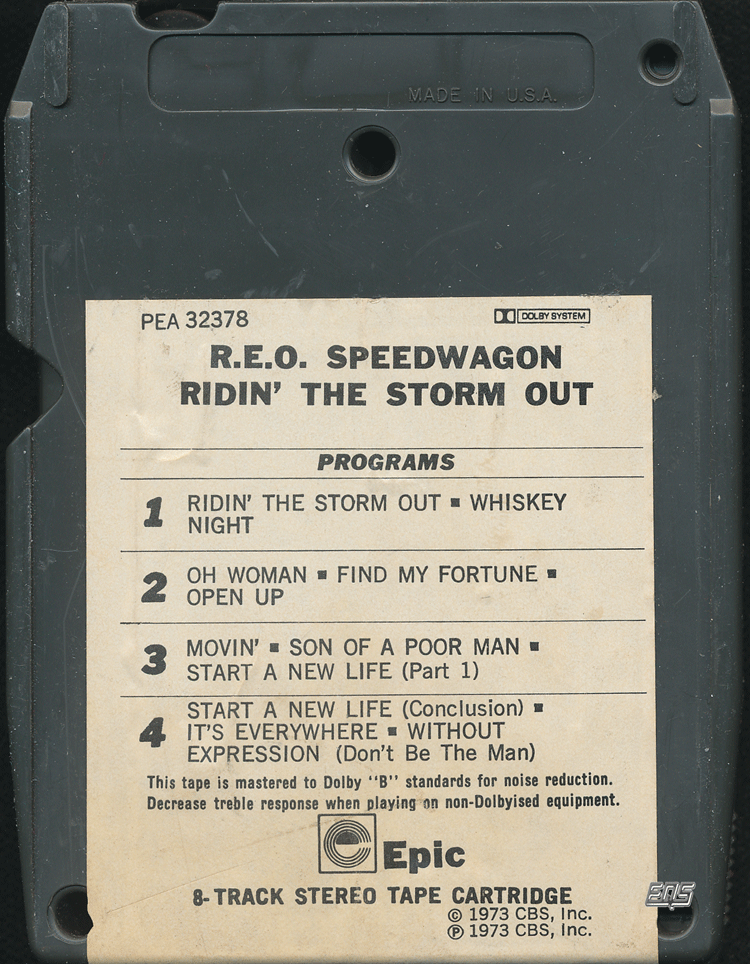 MADE IN U.S.A.
PEA 32378
DOLBY SYSTEM
R.E.O. SPEEDWAGON
RIDIN' THE STORM OUT
PROGRAMS
1 RIDIN' THE STORM OUT ▪ WHISKEY
NIGHT
2 OH WOMAN ▪ FIND MY FORTUNE ▪
OPEN UP
3 MOVIN' ▪ SON OF A POOR MAN ▪
START A NEW LIFE (Part 1)
4 START A NEW LIFE (Conclusion) ▪
IT'S EVERYWHERE ▪ WITHOUT
EXPRESSION (Don't Be The Man)
This tape is mastered to Dolby "B" standards for noise reduction.
Decrease treble response when playing on non-Dolbyised equipment.
Epic
8-TRACK STEREO TAPE CARTRIDGE
© 1973 CBS, Inc.
℗ 1973 CBS, Inc.